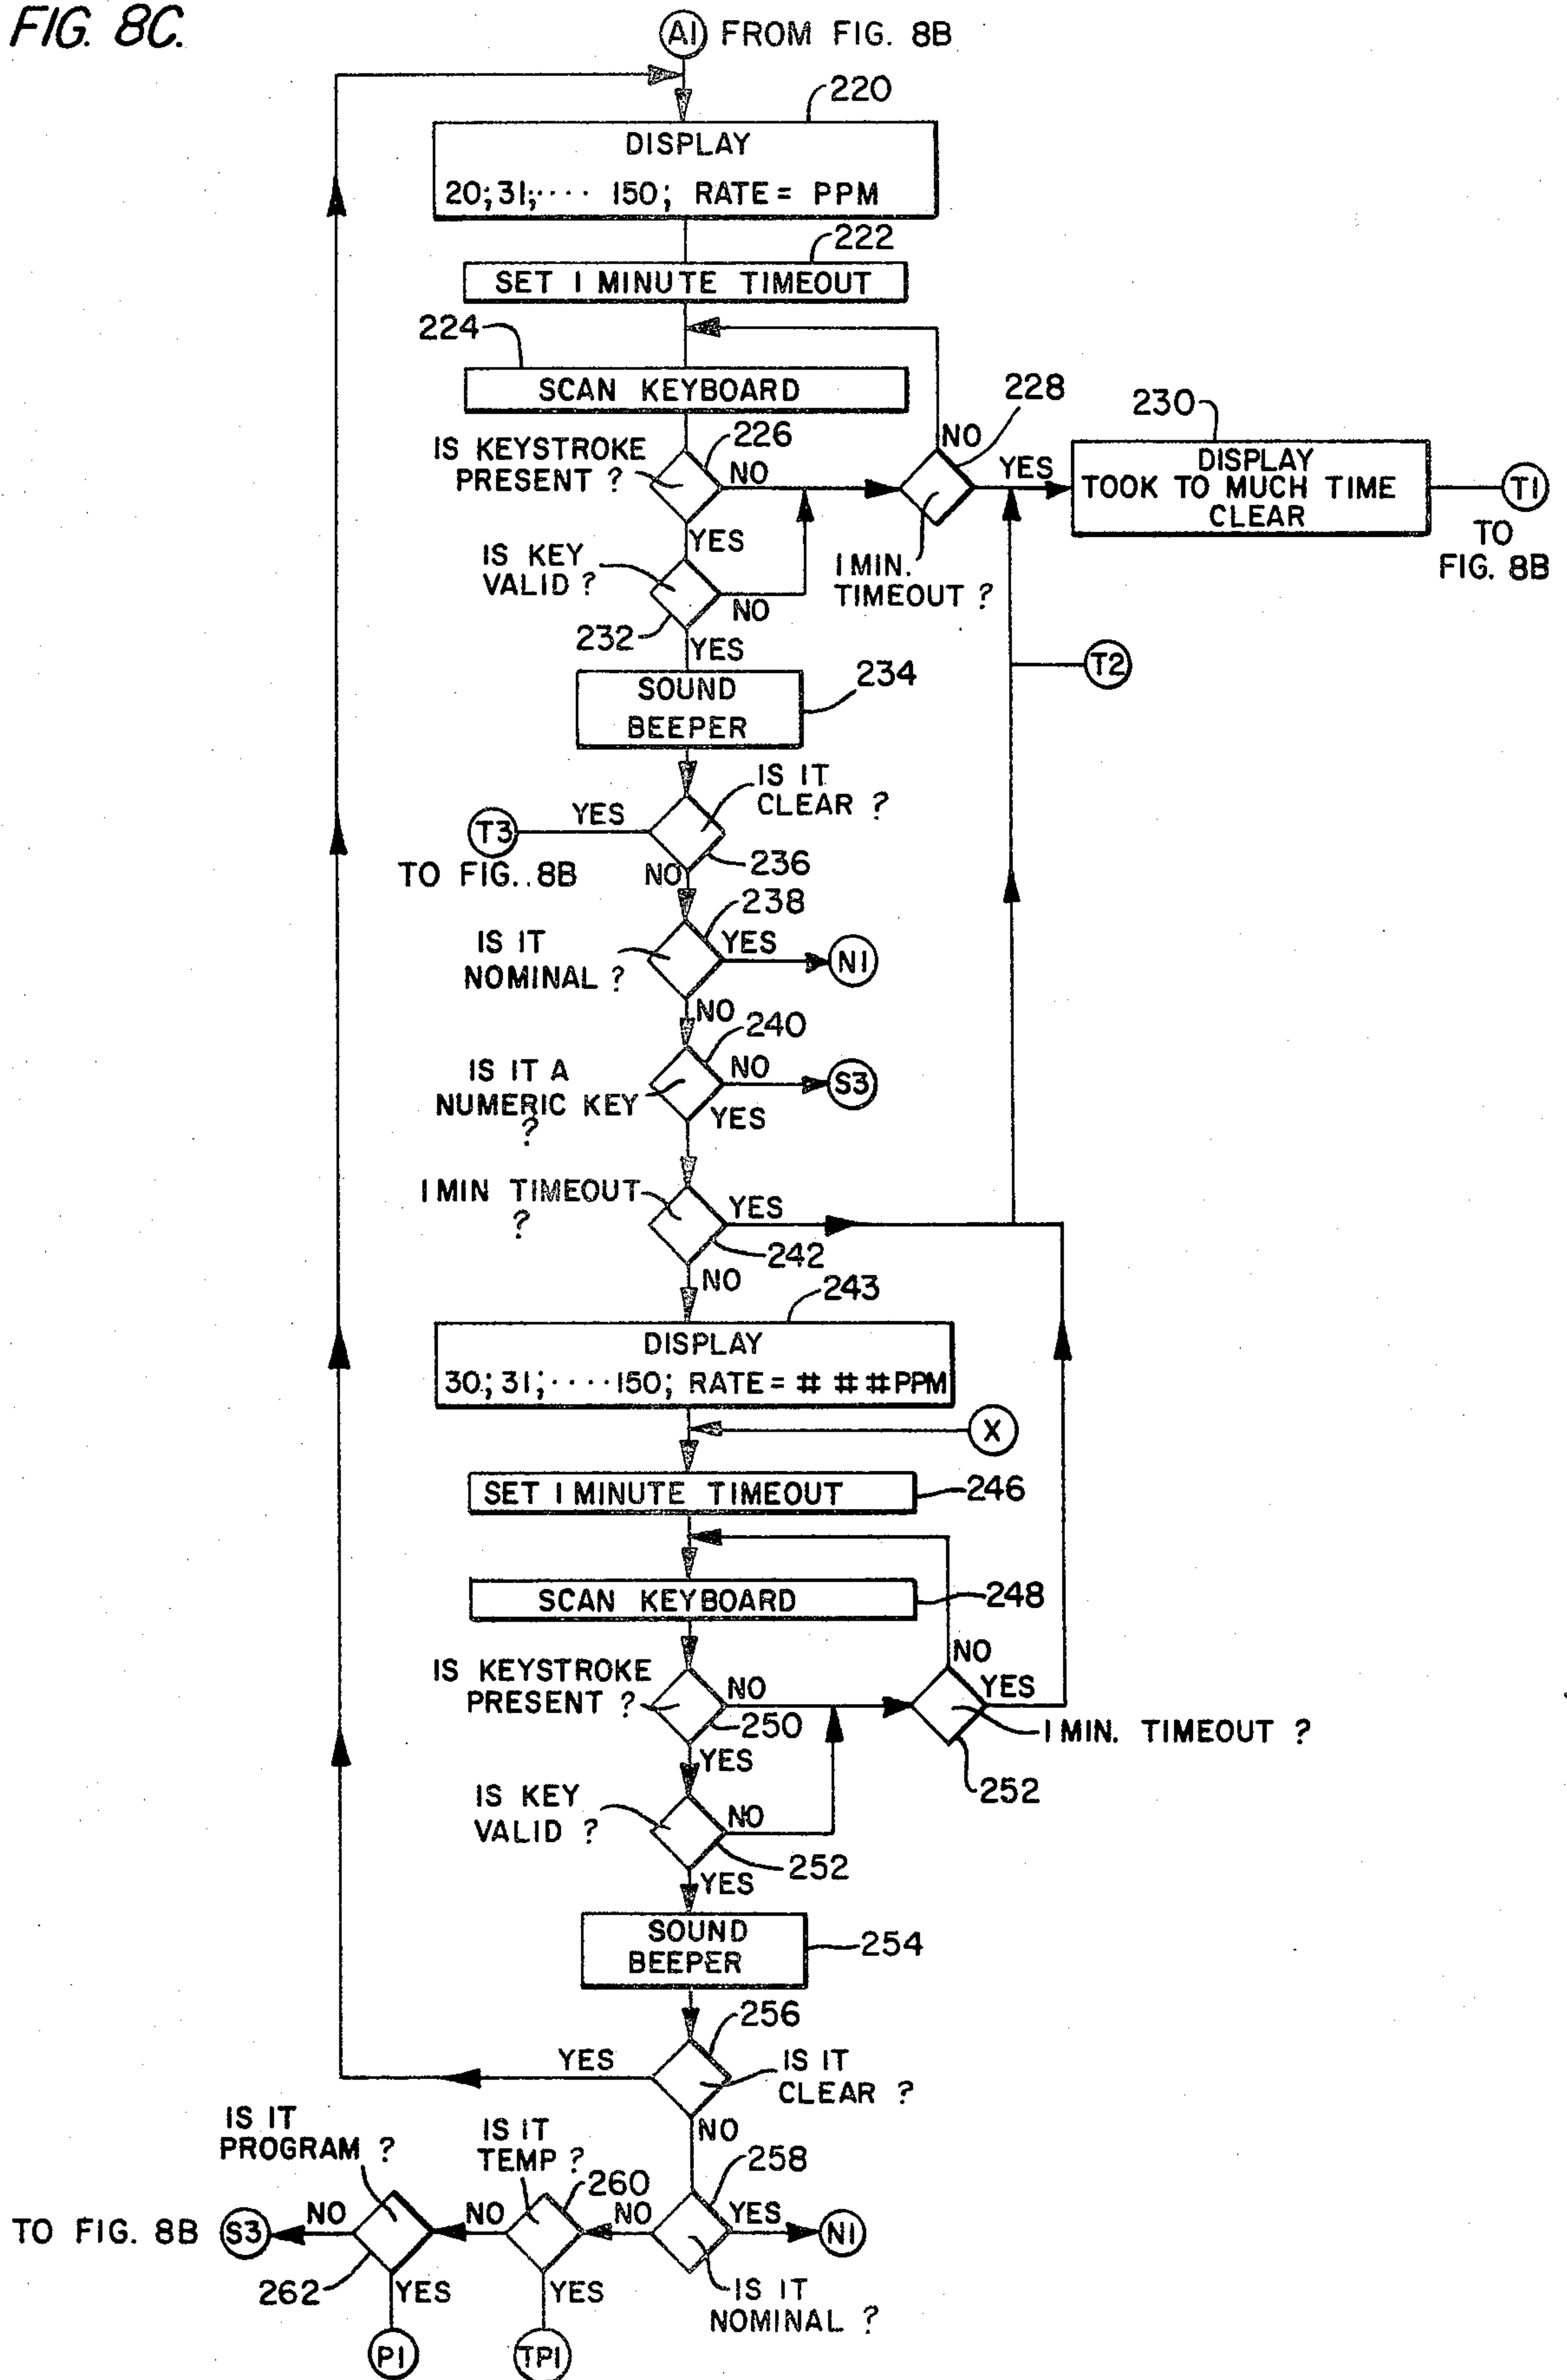 FIG. 8C.
A1 FROM FIG. 8B
220
DISPLAY
20; 31; ···· 150; RATE = PPM
222
SET 1 MINUTE TIMEOUT
224
SCAN KEYBOARD
228
230
IS KEYSTROKE
PRESENT ?
226
NO
NO
YES
DISPLAY
TOOK TO MUCH TIME
CLEAR
T1
TO
FIG. 8B
YES
IS KEY
VALID ?
NO
232
1 MIN.
TIMEOUT ?
YES
T2
SOUND
BEEPER
234
IS IT
CLEAR ?
T3
YES
TO FIG..8B
NO
236
238
IS IT
NOMINAL ?
YES
N1
NO
240
IS IT A
NUMERIC KEY
?
NO
S3
YES
1 MIN TIMEOUT
?
YES
242
NO
243
DISPLAY
30; 31; ····150; RATE = # # # PPM
X
SET 1 MINUTE TIMEOUT
246
SCAN KEYBOARD
248
IS KEYSTROKE
PRESENT ?
NO
250
NO
YES
1 MIN. TIMEOUT ?
252
YES
IS KEY
VALID ?
NO
252
YES
SOUND
BEEPER
254
256
YES
IS IT
CLEAR ?
NO
IS IT
PROGRAM ?
IS IT
TEMP ?
260
258
TO FIG. 8B
S3
NO
NO
NO
YES
N1
262
YES
YES
IS IT
NOMINAL ?
P1
TP1